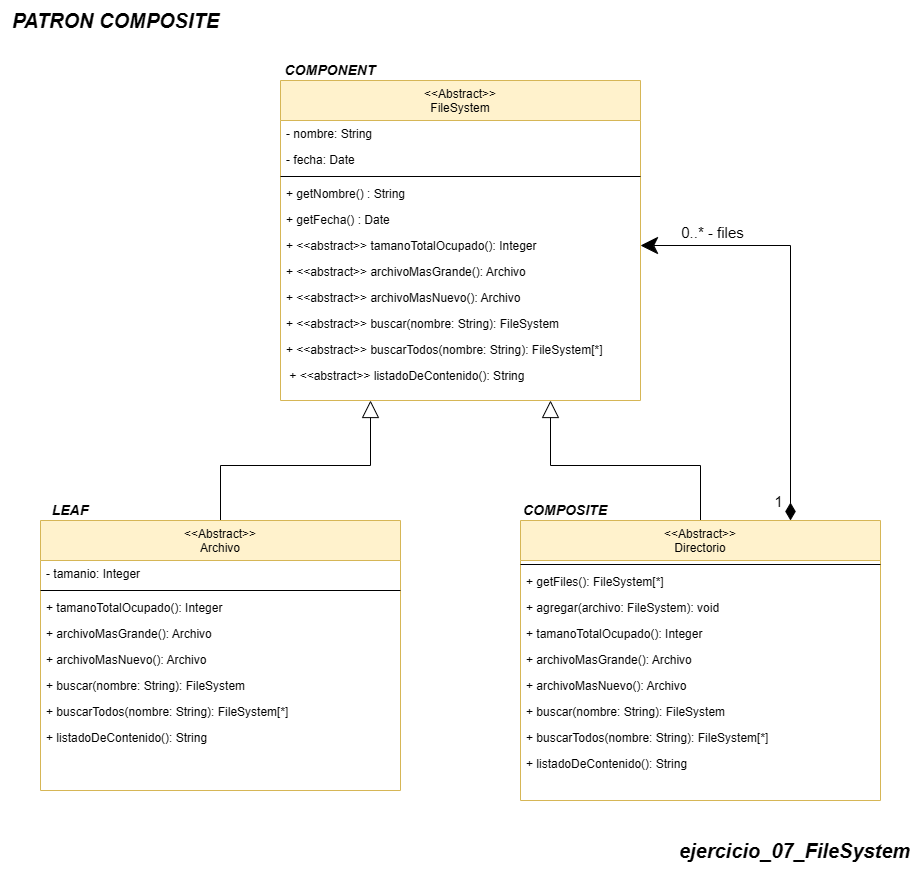 PATRON COMPOSITE
COMPONENT
<<Abstract>>
FileSystem
- nombre: String
- fecha: Date
+ getNombre() : String
+ getFecha() : Date
+ <<abstract>> tamanoTotalOcupado(): Integer
+ <<abstract>> archivoMasGrande(): Archivo
+ <<abstract>> archivoMasNuevo(): Archivo
+ <<abstract>> buscar(nombre: String): FileSystem
+ <<abstract>> buscarTodos(nombre: String): FileSystem[*]
+ <<abstract>> listadoDeContenido(): String
0..* - files
1
LEAF
<<Abstract>>
Archivo
- tamanio: Integer
+ tamanoTotalOcupado(): Integer
+ archivoMasGrande(): Archivo
+ archivoMasNuevo(): Archivo
+ buscar(nombre: String): FileSystem
+ buscarTodos(nombre: String): FileSystem[*]
+ listadoDeContenido(): String
COMPOSITE
<<Abstract>>
Directorio
+ getFiles(): FileSystem[*]
+ agregar(archivo: FileSystem): void
+ tamanoTotalOcupado(): Integer
+ archivoMasGrande(): Archivo
+ archivoMasNuevo(): Archivo
+ buscar(nombre: String): FileSystem
+ buscarTodos(nombre: String): FileSystem[*]
+ listadoDeContenido(): String
ejercicio_07_FileSystem